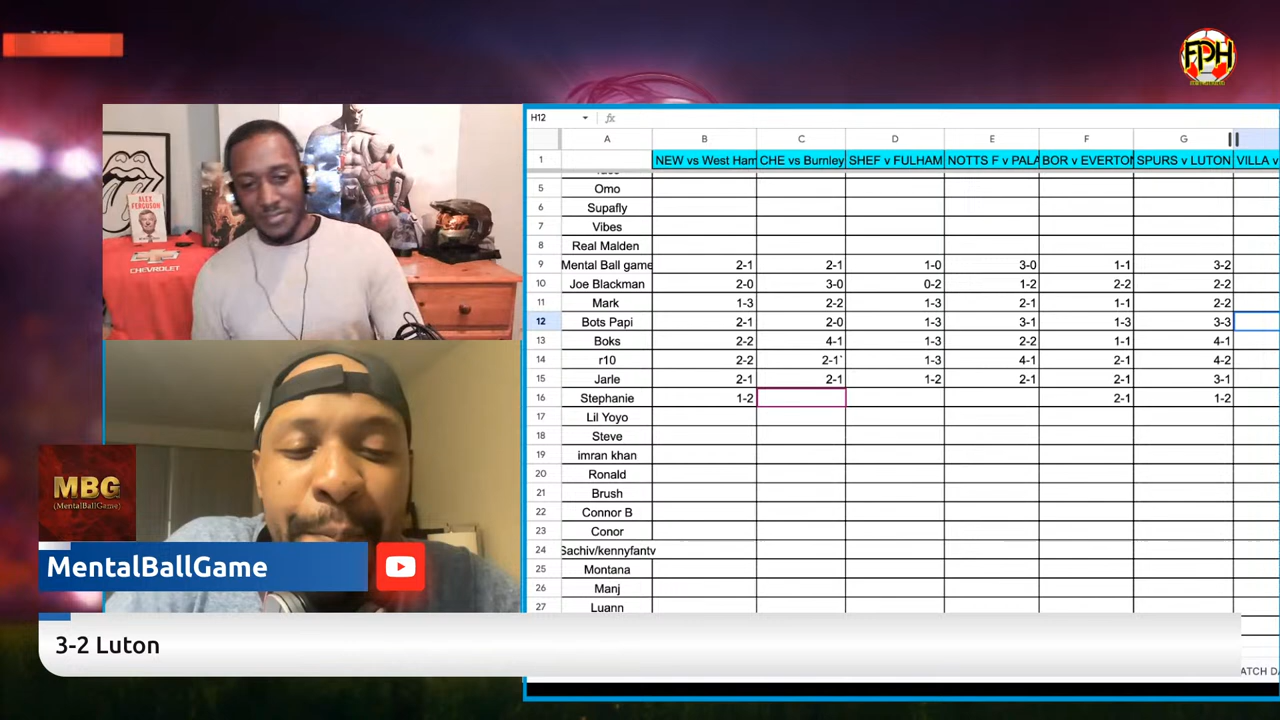 FPH
H12
fx
A B C D E F G
1 NEW vs West Ham CHE vs Burnley SHEF v FULHAM NOTTS F v PALA BOR v EVERTON SPURS v LUTON VILLA v
5 Omo
6 Supafly
7 Vibes
8 Real Malden
9 Mental Ball game 2-1 2-1 1-0 3-0 1-1 3-2
10 Joe Blackman 2-0 3-0 0-2 1-2 2-2 2-2
11 Mark 1-3 2-2 1-3 2-1 1-1 2-2
12 Bots Papi 2-1 2-0 1-3 3-1 1-3 3-3
13 Boks 2-2 4-1 1-3 2-2 1-1 4-1
14 r10 2-2 2-1` 1-3 4-1 2-1 4-2
15 Jarle 2-1 2-1 1-2 2-1 2-1 3-1
16 Stephanie 1-2 2-1 1-2
17 Lil Yoyo
18 Steve
19 imran khan
20 Ronald
21 Brush
22 Connor B
23 Conor
24 Sachiv/kennyfantv
25 Montana
26 Manj
27 Luann
ATCH DA
ALEX
FERGUSON
CHEVROLET
MBG
(MentalBallGame)
MentalBallGame
3-2 Luton